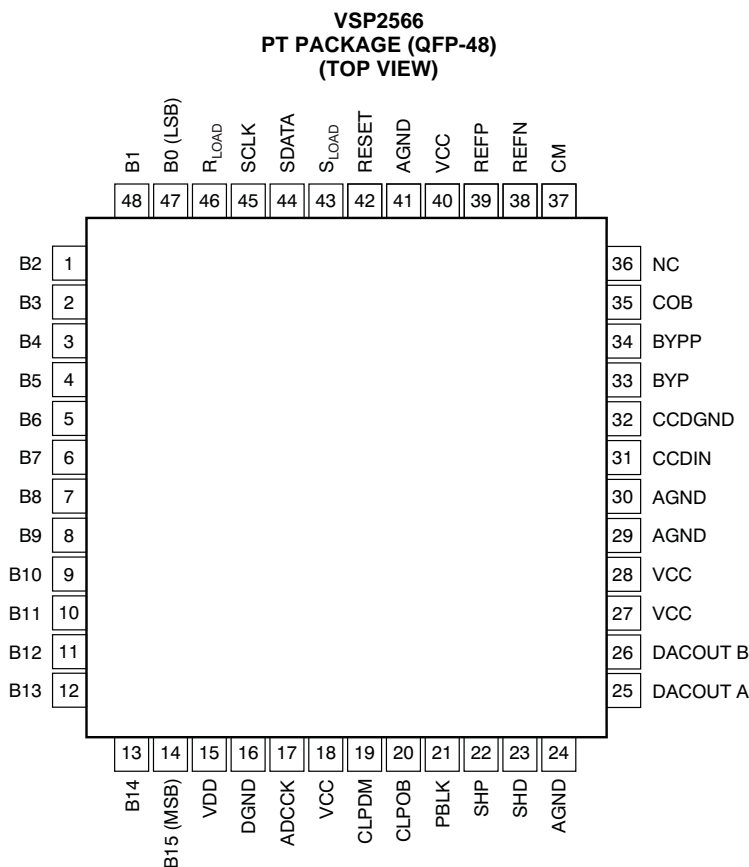 VSP2566
PT PACKAGE (QFP-48)
(TOP VIEW)
B1
B0 (LSB)
RLOAD
SCLK
SDATA
SLOAD
RESET
AGND
VCC
REFP
REFN
CM
48 47 46 45 44 43 42 41 40 39 38 37
B2 1
B3 2
B4 3
B5 4
B6 5
B7 6
B8 7
B9 8
B10 9
B11 10
B12 11
B13 12
36 NC
35 COB
34 BYPP
33 BYP
32 CCDGND
31 CCDIN
30 AGND
29 AGND
28 VCC
27 VCC
26 DACOUT B
25 DACOUT A
13 14 15 16 17 18 19 20 21 22 23 24
B14
B15 (MSB)
VDD
DGND
ADCCK
VCC
CLPDM
CLPOB
PBLK
SHP
SHD
AGND